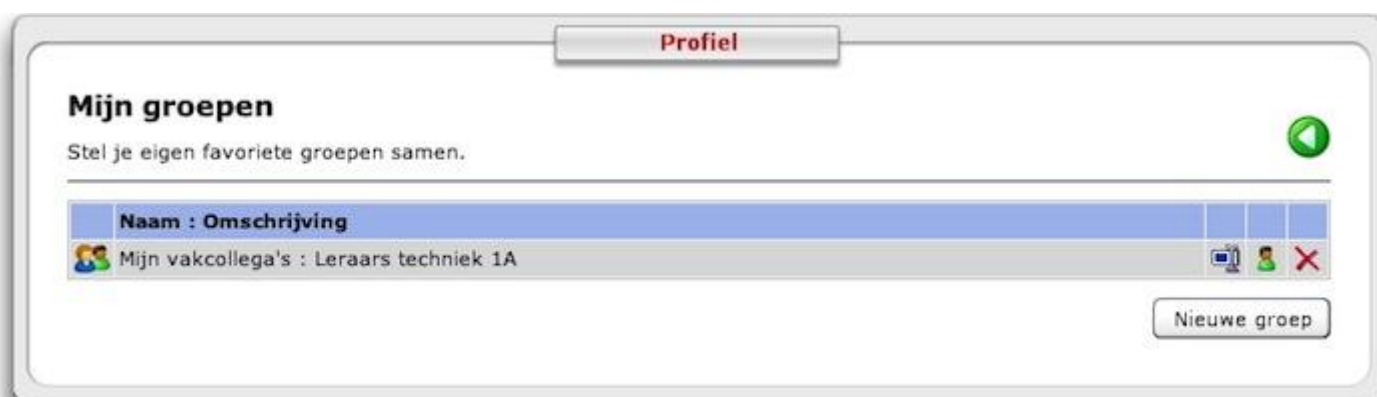 Profiel
Mijn groepen
Stel je eigen favoriete groepen samen.
Naam : Omschrijving
Mijn vakcollega's : Leraars techniek 1A
Nieuwe groep